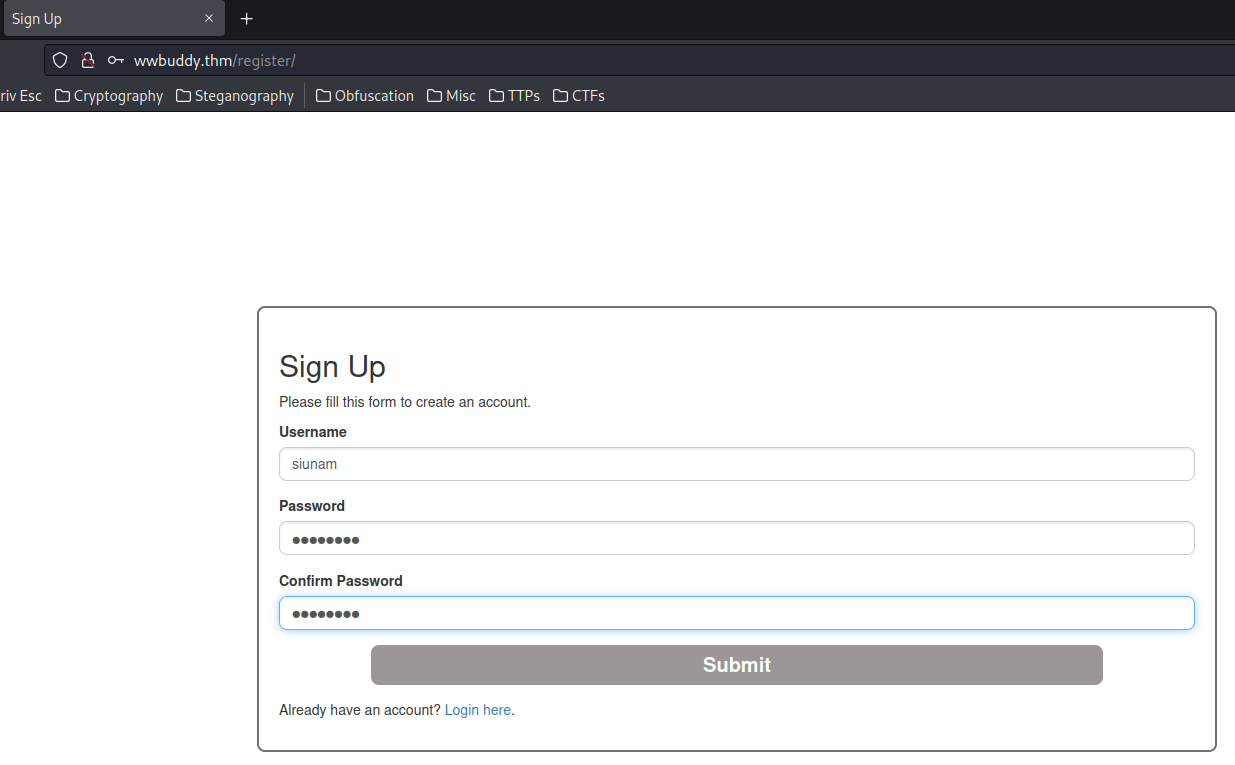 Sign Up
wwbuddy.thm/register/
riv Esc Cryptography Steganography Obfuscation Misc TTPs CTFs
Sign Up
Please fill this form to create an account.
Username
siunam
Password
●●●●●●●●
Confirm Password
●●●●●●●●
Submit
Already have an account? Login here.